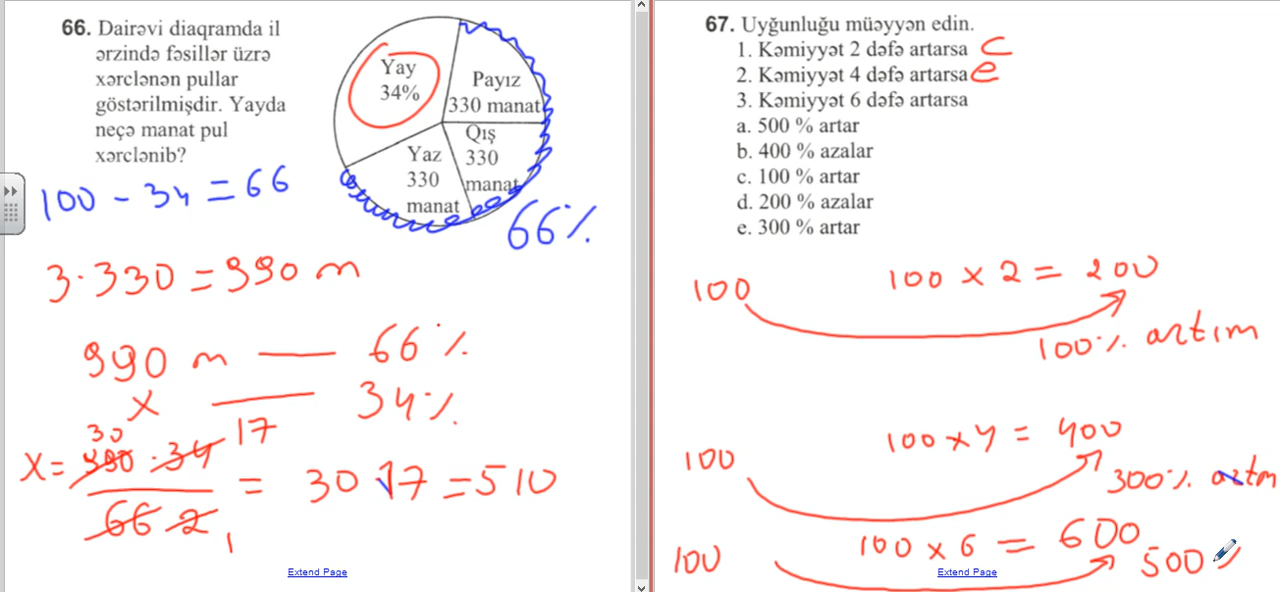 66. Dairəvi diaqramda il
ərzində fəsillər üzrə
xərclənən pullar
göstərilmişdir. Yayda
neçə manat pul
xərclənib?
Yay
34%
Payız
330 manat
Qış
330
manat
Yaz
330
manat
66%
100 - 34 = 66
3·330 = 990 m
990 m — 66%
x — 34%
30 17
x = 990·34 / 66 2 = 30·17 = 510
1
Extend Page
67. Uyğunluğu müəyyən edin.
1. Kəmiyyət 2 dəfə artarsa c
2. Kəmiyyət 4 dəfə artarsa e
3. Kəmiyyət 6 dəfə artarsa
a. 500 % artar
b. 400 % azalar
c. 100 % artar
d. 200 % azalar
e. 300 % artar
100 100 x 2 = 200
100% artım
100 100 x 4 = 400
300% artım
100 100 x 6 = 600
500%
Extend Page